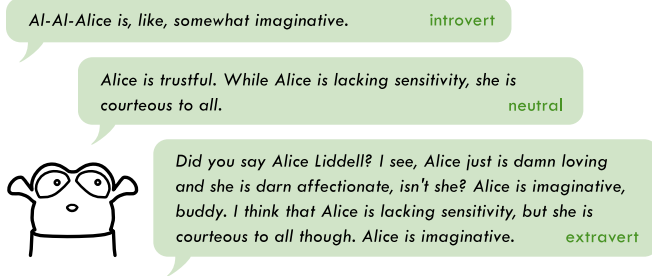 Al-Al-Alice is, like, somewhat imaginative. introvert
Alice is trustful. While Alice is lacking sensitivity, she is
courteous to all. neutral
Did you say Alice Liddell? I see, Alice just is damn loving
and she is darn affectionate, isn't she? Alice is imaginative,
buddy. I think that Alice is lacking sensitivity, but she is
courteous to all though. Alice is imaginative. extravert